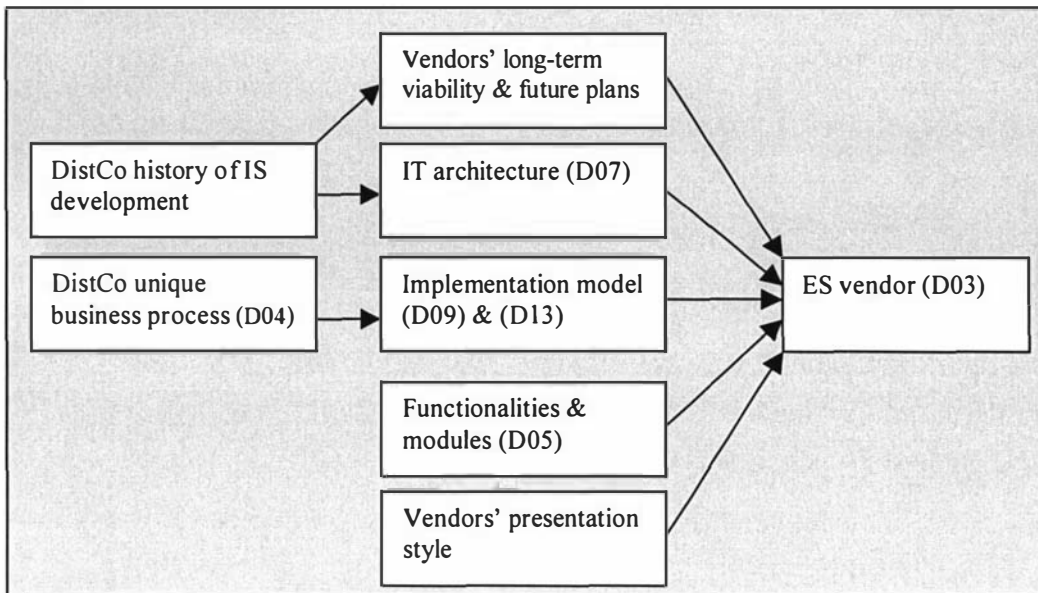 Vendors' long-term
viability & future plans
DistCo history of IS
development
IT architecture (D07)
DistCo unique
business process (D04)
Implementation model
(D09) & (D13)
ES vendor (D03)
Functionalities &
modules (D05)
Vendors' presentation
style